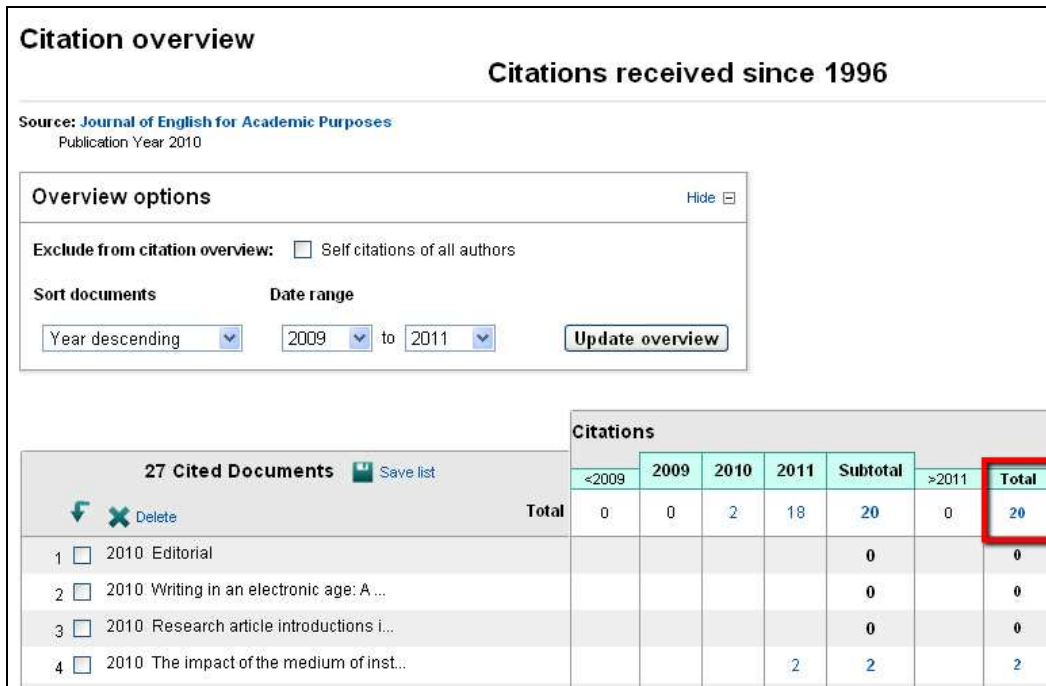 Citation overview
Citations received since 1996
Source: Journal of English for Academic Purposes
Publication Year 2010
Overview options Hide
Exclude from citation overview: Self citations of all authors
Sort documents Date range
Year descending 2009 to 2011 Update overview
Citations
27 Cited Documents Save list <2009 2009 2010 2011 Subtotal >2011 Total
Delete Total 0 0 2 18 20 0 20
1 2010 Editorial 0 0
2 2010 Writing in an electronic age: A ... 0 0
3 2010 Research article introductions i... 0 0
4 2010 The impact of the medium of inst... 2 2 2